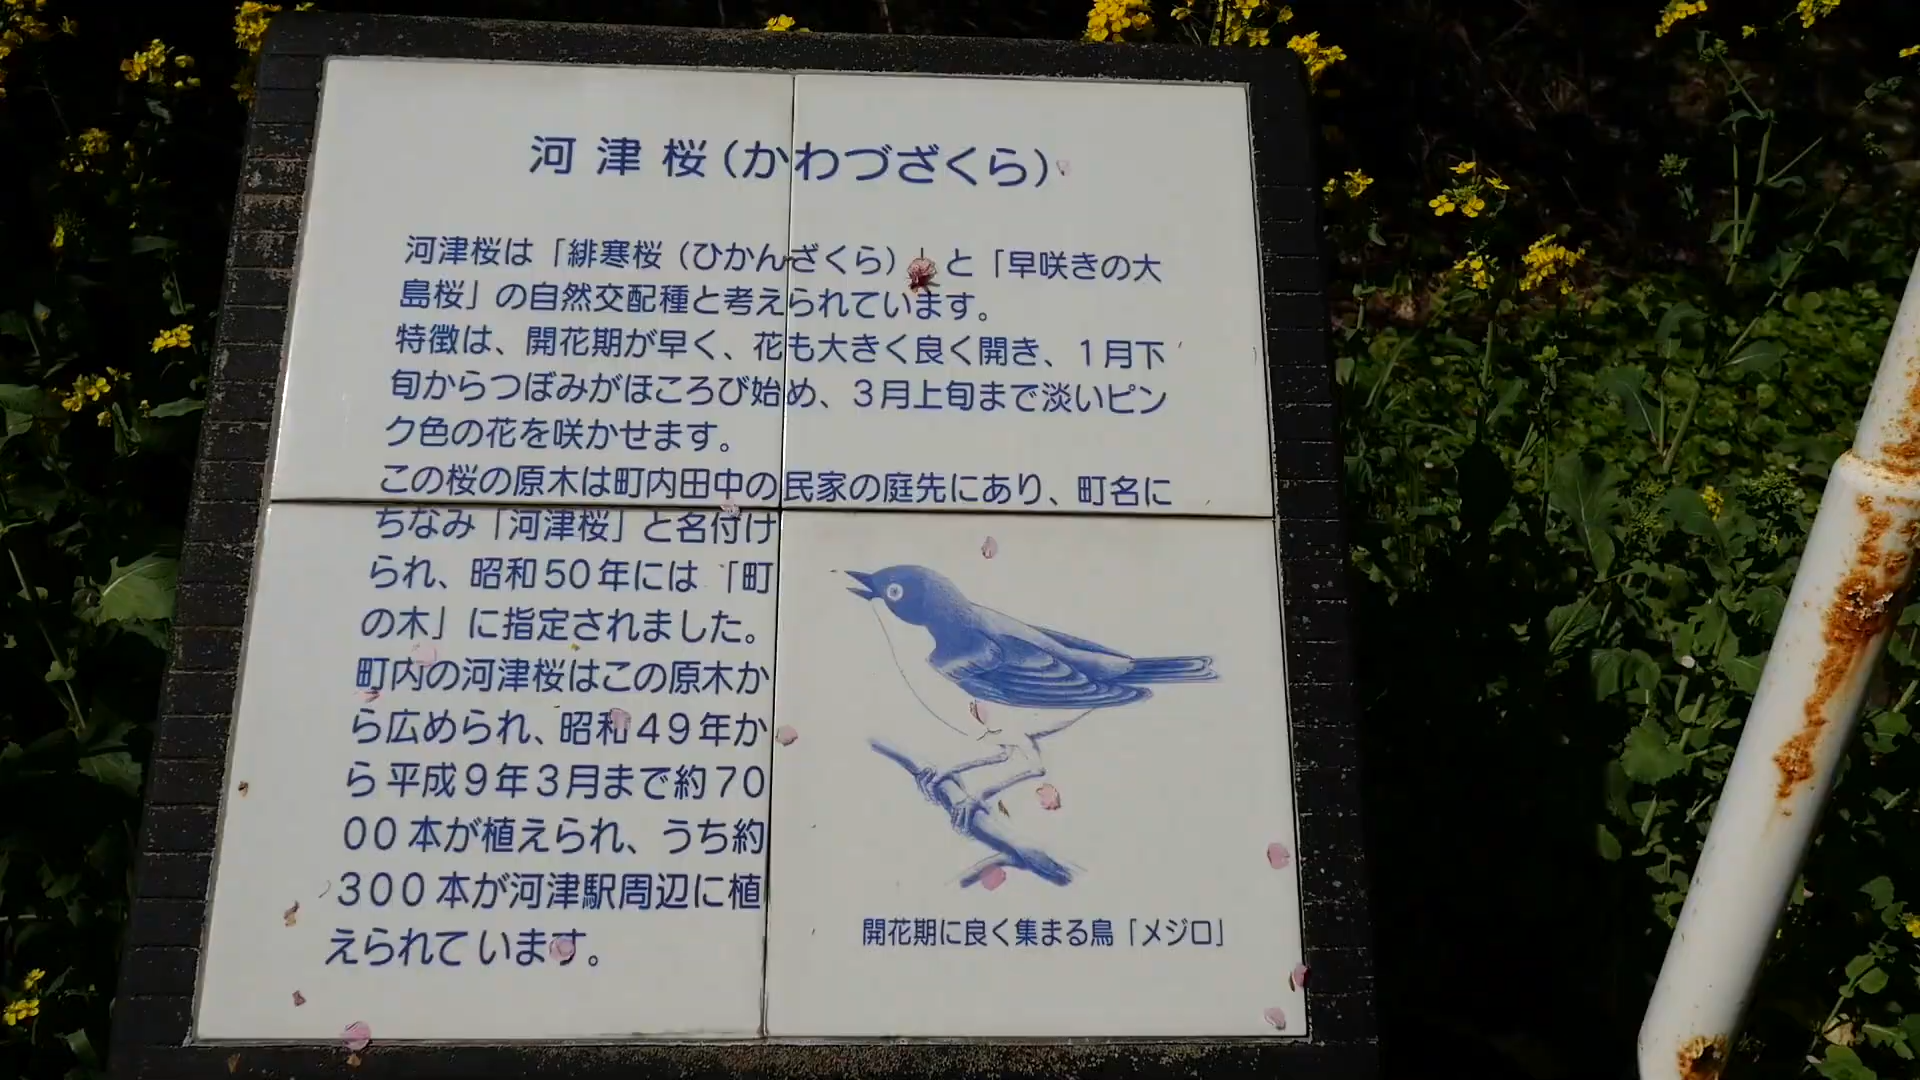 河津桜（かわづざくら）
河津桜は「緋寒桜（ひかんざくら）と「早咲きの大
島桜」の自然交配種と考えられています。
特徴は、開花期が早く、花も大きく良く開き、１月下
旬からつぼみがほころび始め、３月上旬まで淡いピン
ク色の花を咲かせます。
この桜の原木は町内田中の民家の庭先にあり、町名に
ちなみ「河津桜」と名付け
られ、昭和50年には「町
の木」に指定されました。
町内の河津桜はこの原木か
ら広められ、昭和49年か
ら平成９年３月まで約70
00本が植えられ、うち約
300本が河津駅周辺に植
えられています。
開花期に良く集まる鳥「メジロ」